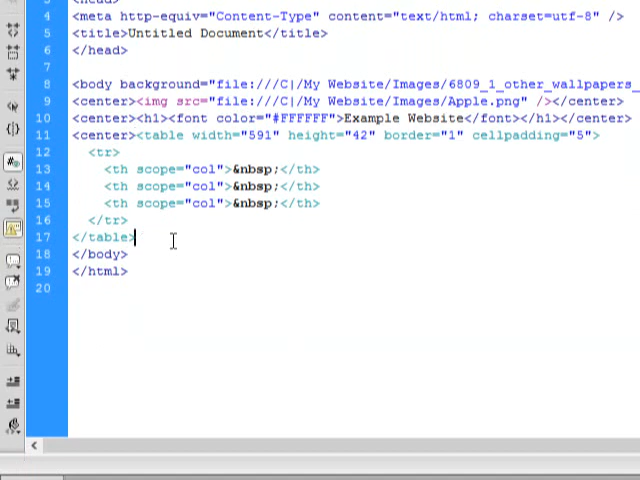 <head>
4 <meta http-equiv="Content-Type" content="text/html; charset=utf-8" />
5 <title>Untitled Document</title>
6 </head>
7
8 <body background="file:///C|/My Website/Images/6809_1_other_wallpapers_
9 <center><img src="file:///C|/My Website/Images/Apple.png" /></center>
10 <center><h1><font color="#FFFFFF">Example Website</font></h1></center>
11 <center><table width="591" height="42" border="1" cellpadding="5">
12 <tr>
13 <th scope="col">&nbsp;</th>
14 <th scope="col">&nbsp;</th>
15 <th scope="col">&nbsp;</th>
16 </tr>
17 </table>
18 </body>
19 </html>
20